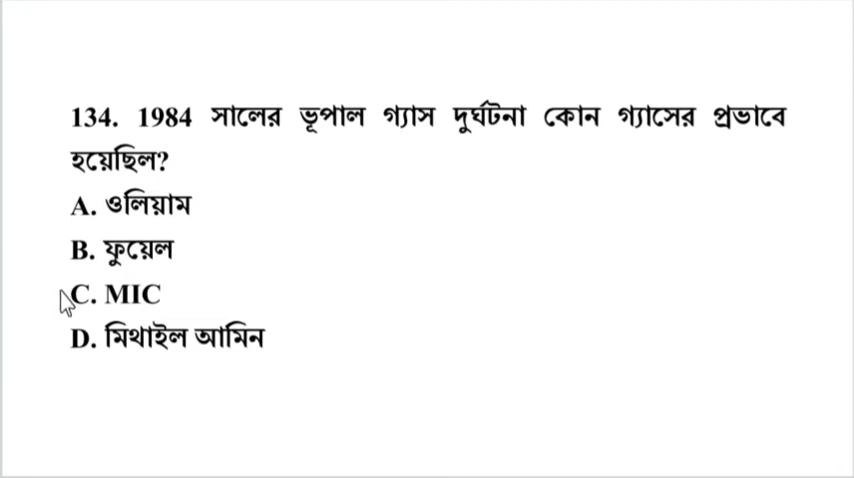 134. 1984 সালের ভূপাল গ্যাস দুর্ঘটনা কোন গ্যাসের প্রভাবে
হয়েছিল?
A. ওলিয়াম
B. ফুয়েল
C. MIC
D. মিথাইল আমিন